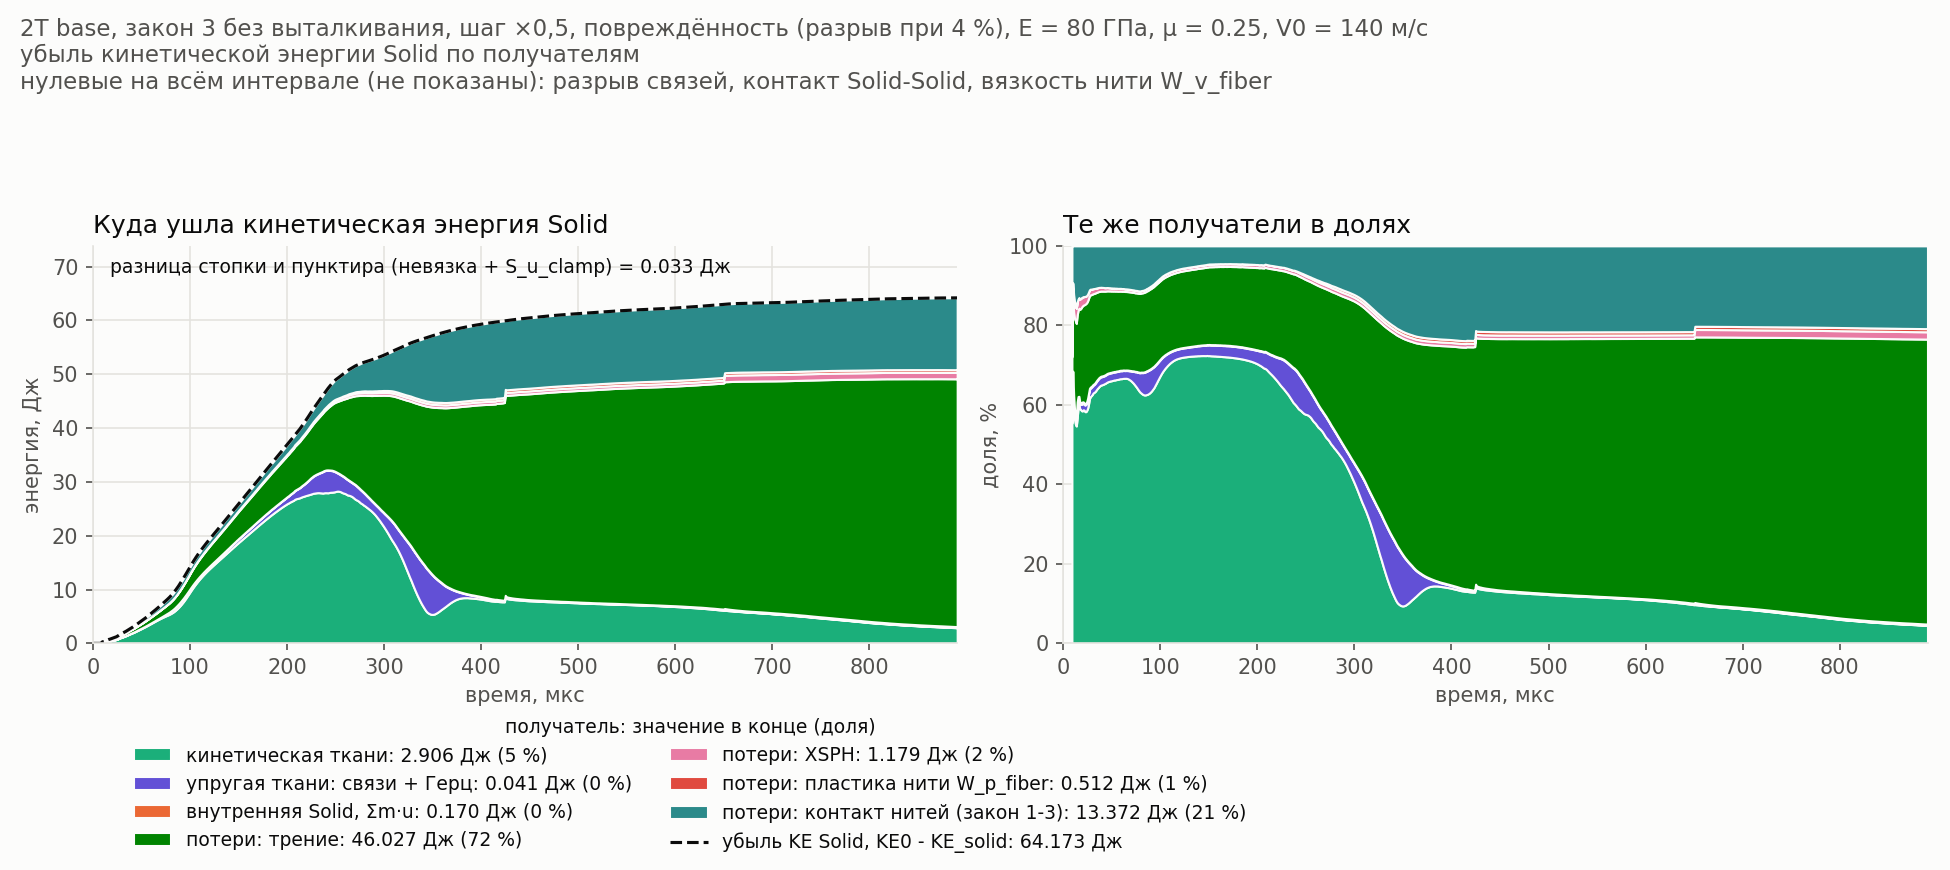 2T base, закон 3 без выталкивания, шаг ×0,5, повреждённость (разрыв при 4 %), E = 80 ГПа, μ = 0.25, V0 = 140 м/с
убыль кинетической энергии Solid по получателям
нулевые на всём интервале (не показаны): разрыв связей, контакт Solid-Solid, вязкость нити W_v_fiber
Куда ушла кинетическая энергия Solid
разница стопки и пунктира (невязка + S_u_clamp) = 0.033 Дж
энергия, Дж
70
60
50
40
30
20
10
0
0 100 200 300 400 500 600 700 800
время, мкс
Те же получатели в долях
доля, %
100
80
60
40
20
0
0 100 200 300 400 500 600 700 800
время, мкс
получатель: значение в конце (доля)
кинетическая ткани: 2.906 Дж (5 %)
упругая ткани: связи + Герц: 0.041 Дж (0 %)
внутренняя Solid, Σm·u: 0.170 Дж (0 %)
потери: трение: 46.027 Дж (72 %)
потери: XSPH: 1.179 Дж (2 %)
потери: пластика нити W_p_fiber: 0.512 Дж (1 %)
потери: контакт нитей (закон 1-3): 13.372 Дж (21 %)
убыль KE Solid, KE0 - KE_solid: 64.173 Дж